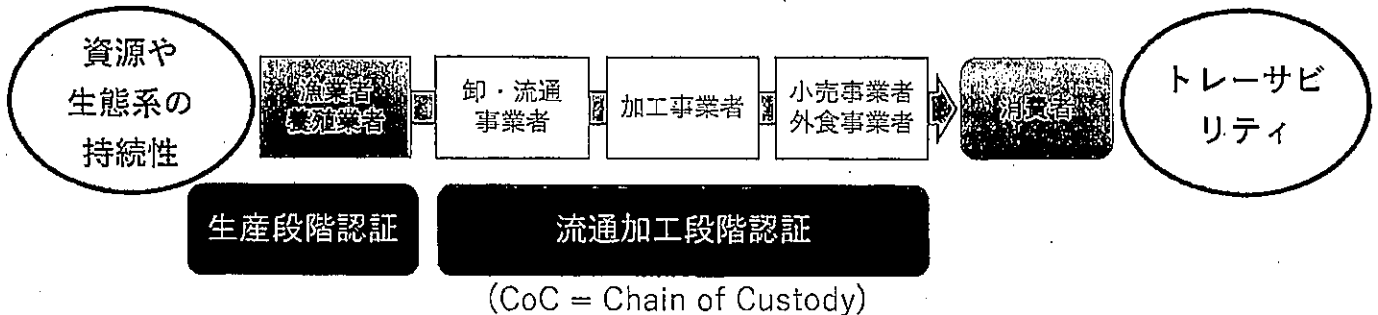 資源や
生態系の
持続性
漁業者
養殖業者
卸・流通
事業者
加工事業者
小売事業者
外食事業者
消費者
トレーサビ
リティ
生産段階認証
流通加工段階認証
(CoC = Chain of Custody)